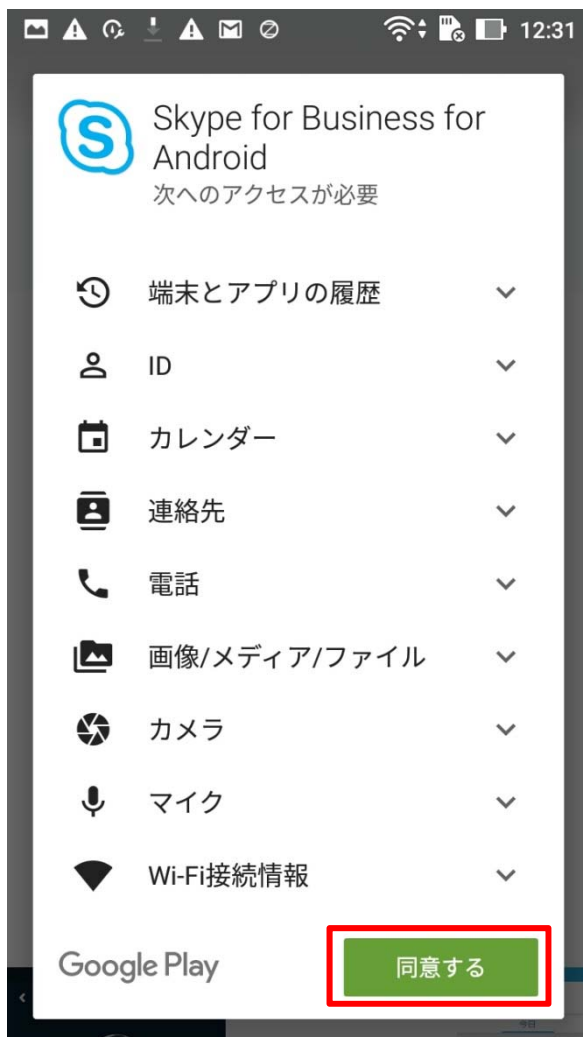 12:31
Skype for Business for
Android
次へのアクセスが必要
端末とアプリの履歴
ID
カレンダー
連絡先
電話
画像/メディア/ファイル
カメラ
マイク
Wi-Fi接続情報
Google Play
同意する
今日